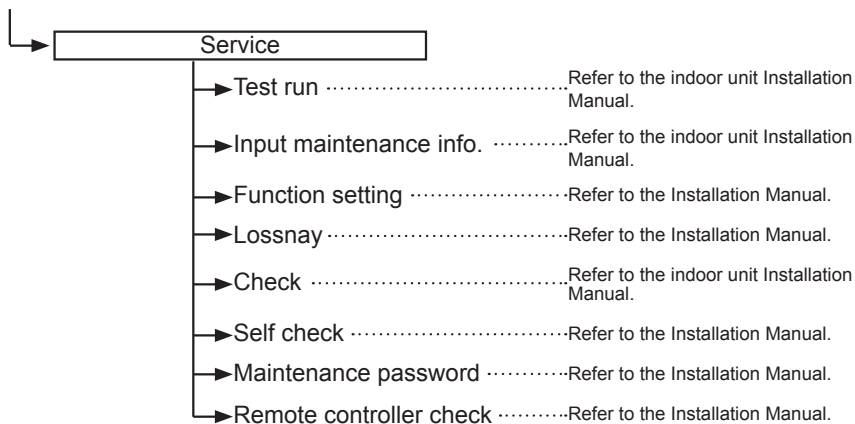 Service
Test run Refer to the indoor unit Installation
Manual.
Input maintenance info. Refer to the indoor unit Installation
Manual.
Function setting Refer to the Installation Manual.
Lossnay Refer to the Installation Manual.
Check Refer to the indoor unit Installation
Manual.
Self check Refer to the Installation Manual.
Maintenance password Refer to the Installation Manual.
Remote controller check Refer to the Installation Manual.